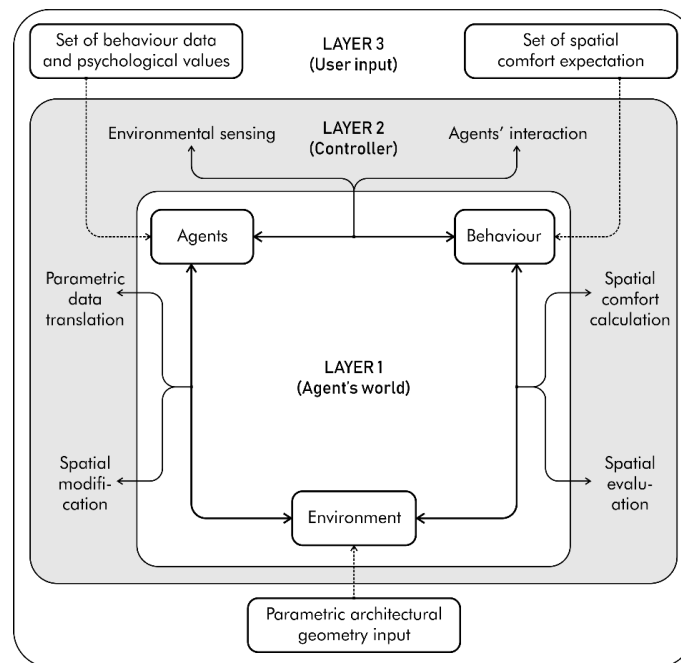 Set of behaviour data
and psychological values
LAYER 3
(User input)
Set of spatial
comfort expectation
Environmental sensing
LAYER 2
(Controller)
Agents' interaction
Agents
Behaviour
Parametric
data
translation
Spatial
comfort
calculation
LAYER 1
(Agent's world)
Spatial
modifi-
cation
Spatial
evalu-
ation
Environment
Parametric architectural
geometry input